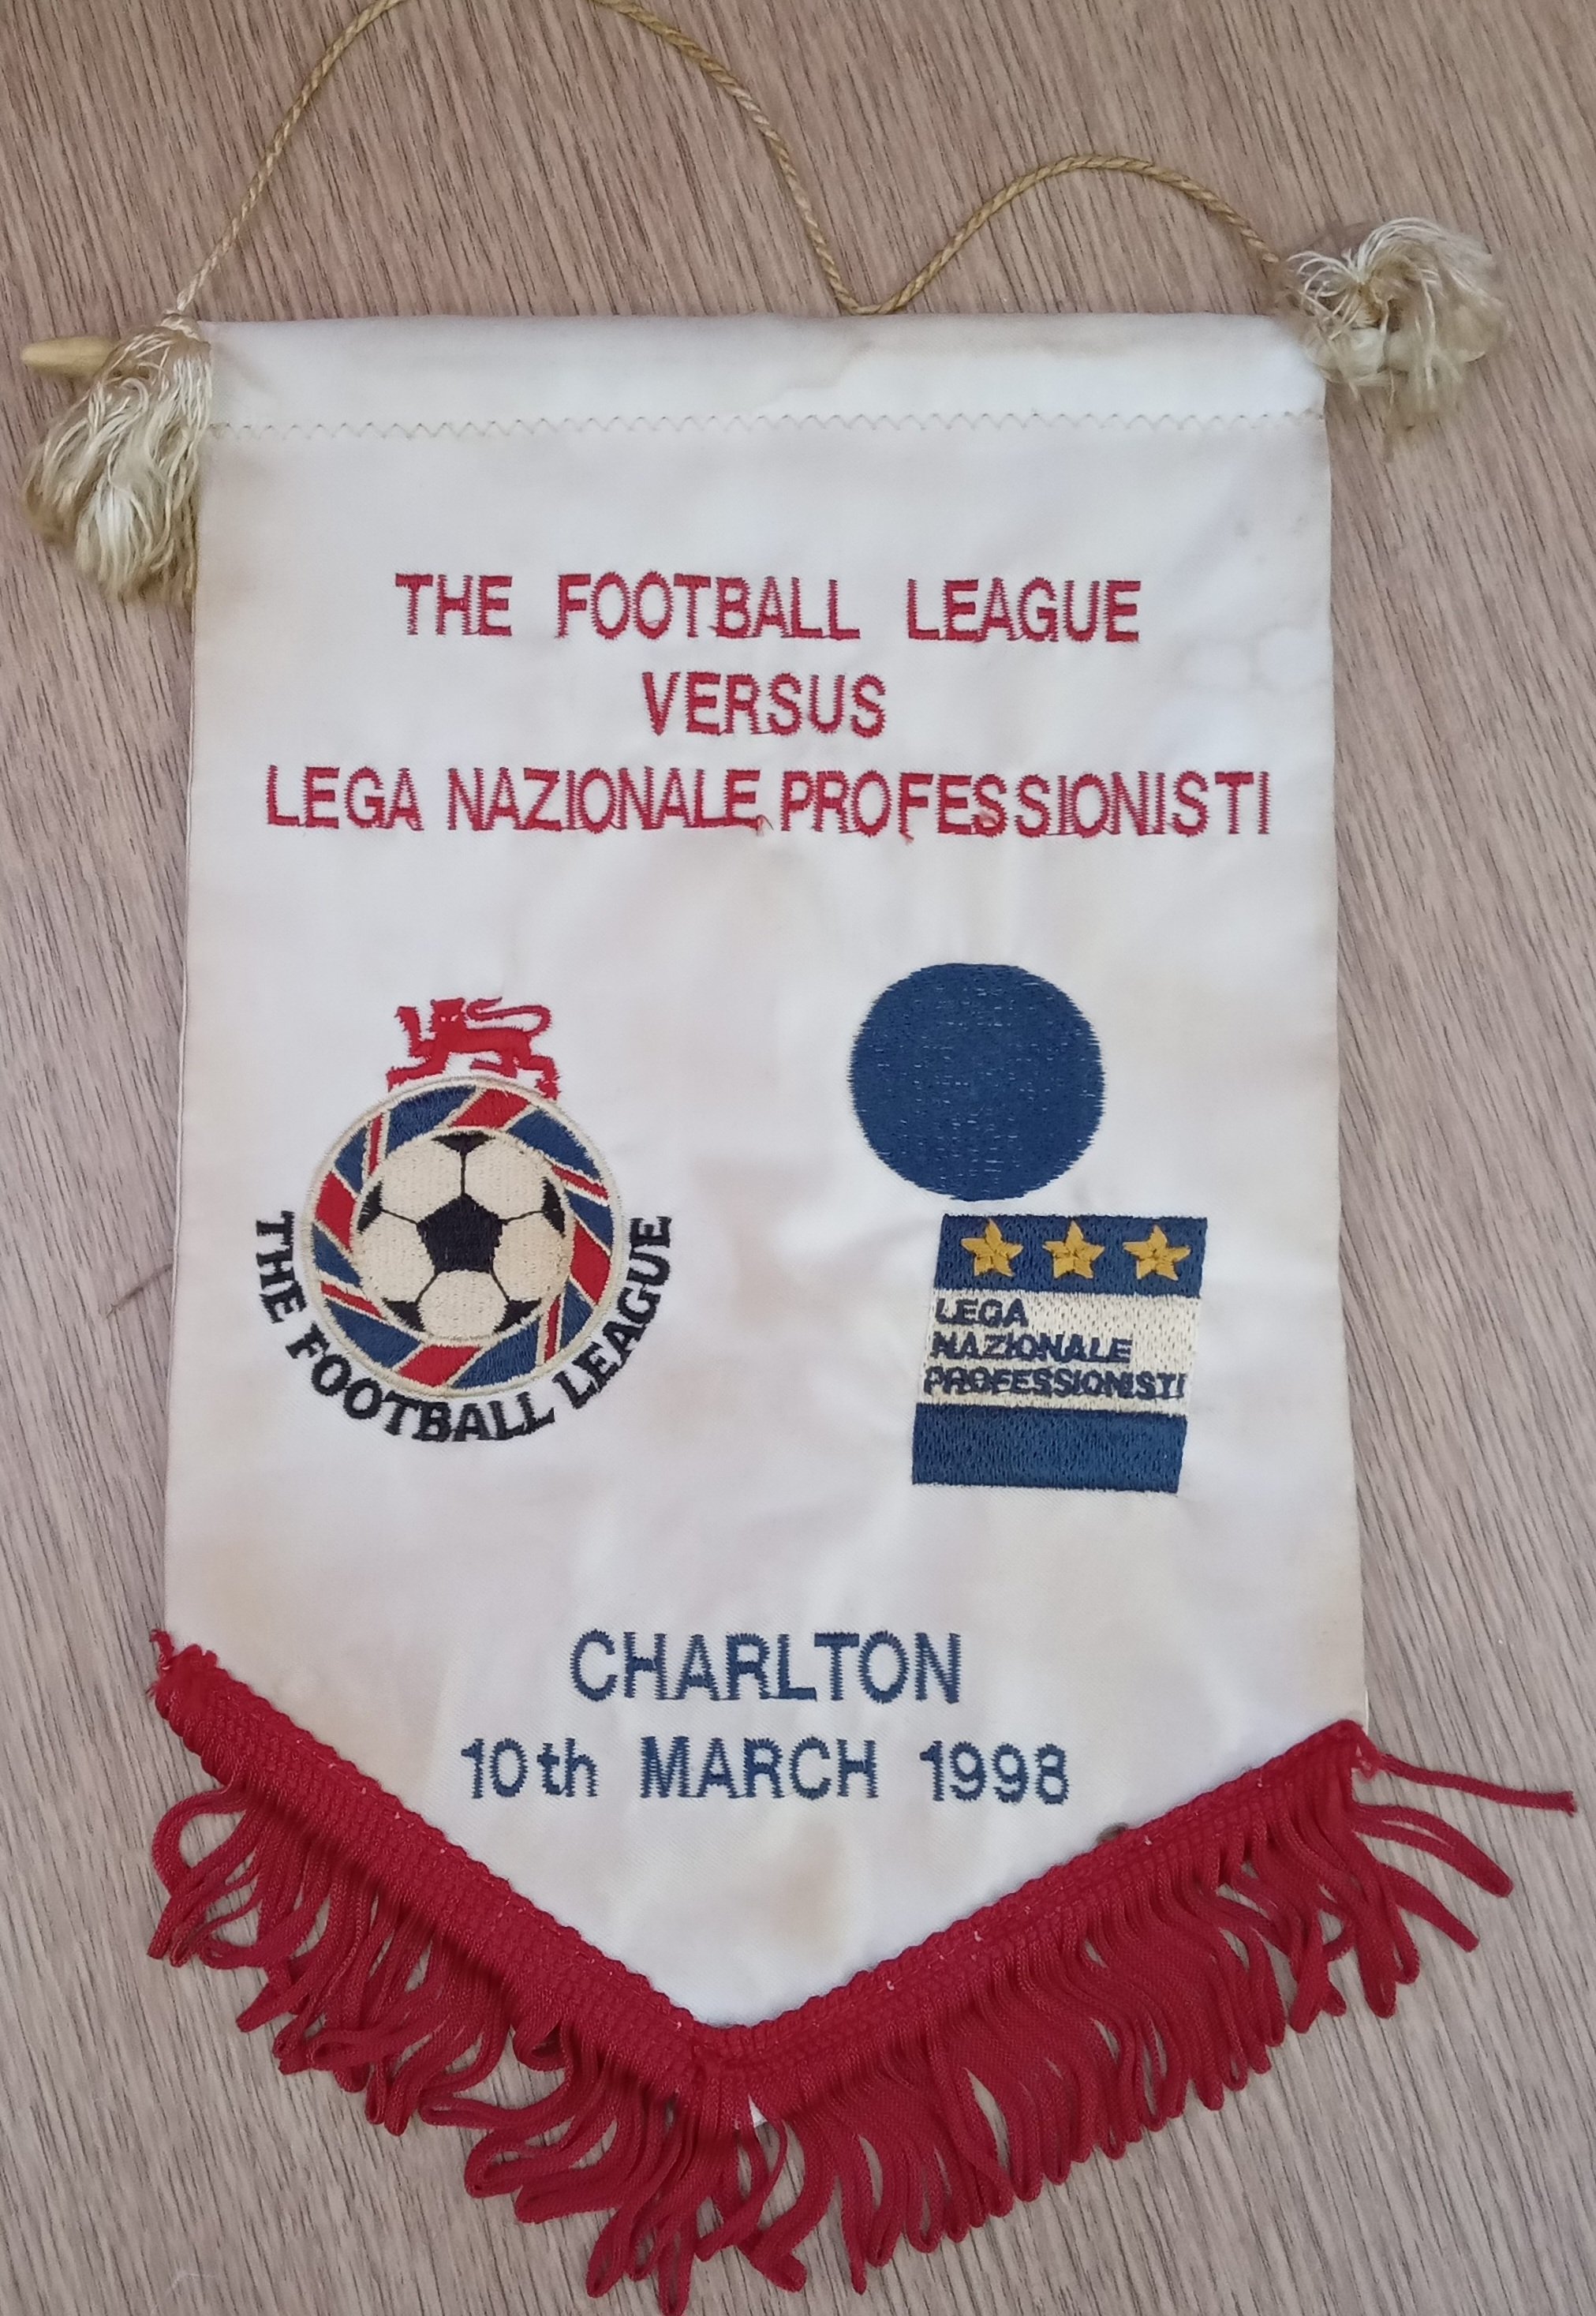 THE FOOTBALL LEAGUE
VERSUS
LEGA NAZIONALE PROFESSIONISTI
THE FOOTBALL LEAGUE
LEGA
NAZIONALE
PROFESSIONISTI
CHARLTON
10th MARCH 1998